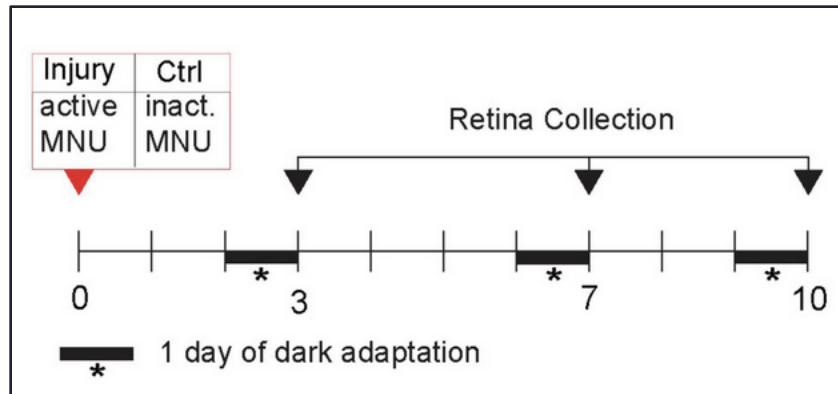 Injury Ctrl
active inact.
MNU MNU
Retina Collection
* * *
0 3 7 10
* 1 day of dark adaptation